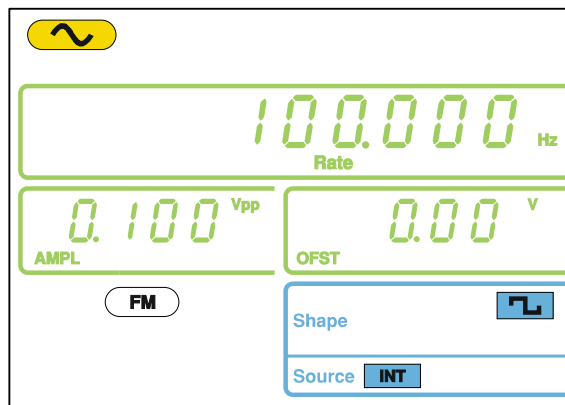 100.000 Hz
Rate
0.100 Vpp
AMPL
0.00 V
OFST
FM
Shape
Source INT